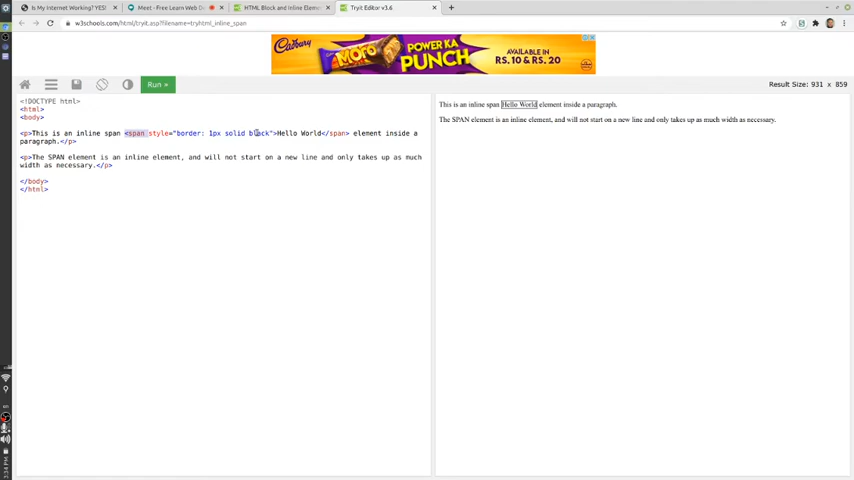 Is My Internet Working? YES!
Meet - Free Learn Web D
HTML Block and Inline Elemen
Tryit Editor v3.6
w3schools.com/html/tryit.asp?filename=tryhtml_inline_span
Cadbury
MORO
POWER KA
PUNCH
AVAILABLE IN
RS. 10 & RS. 20
Run »
Result Size: 931 x 859
<!DOCTYPE html>
<html>
<body>
<p>This is an inline span <span style="border: 1px solid black">Hello World</span> element inside a
paragraph.</p>
<p>The SPAN element is an inline element, and will not start on a new line and only takes up as much
width as necessary.</p>
</body>
</html>
This is an inline span Hello World element inside a paragraph.
The SPAN element is an inline element, and will not start on a new line and only takes up as much width as necessary.
en
3:34 PM